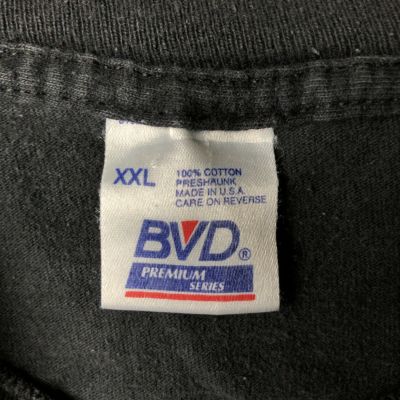 XXL
100% COTTON
PRESHRUNK
MADE IN U.S.A.
CARE ON REVERSE
BVD®
PREMIUM
SERIES